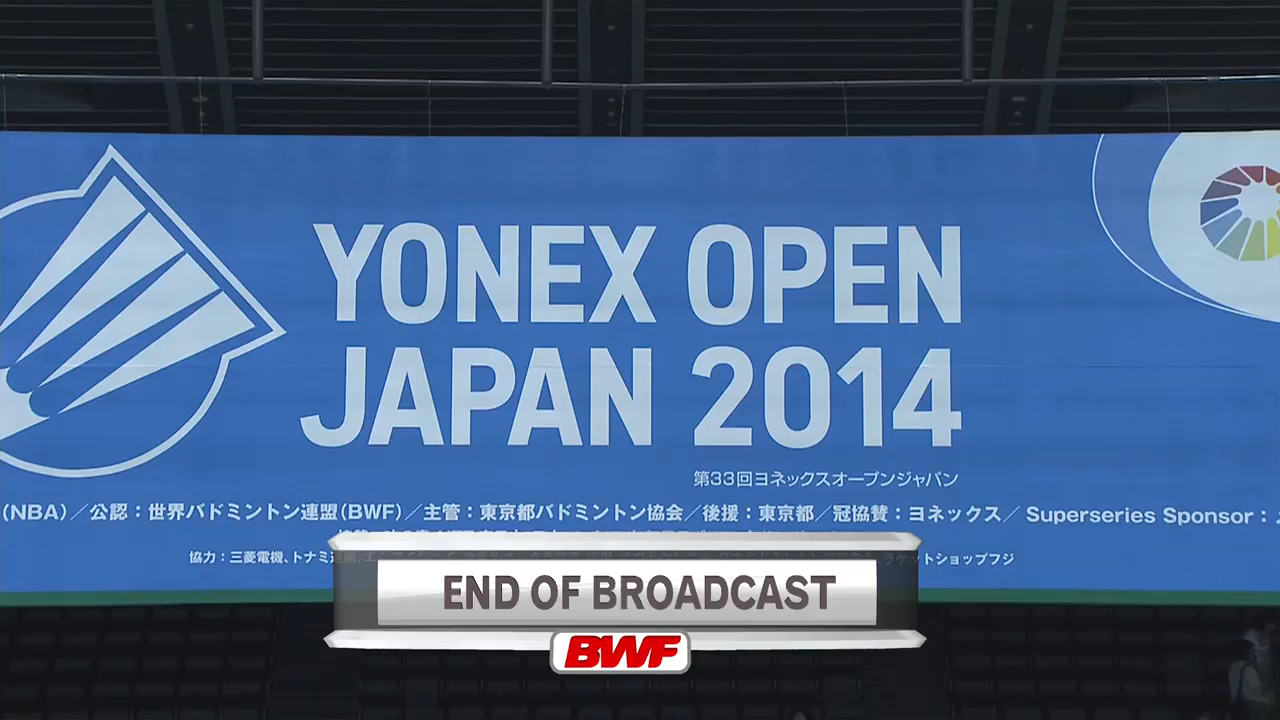 YONEX OPEN
JAPAN 2014
第33回ヨネックスオープンジャパン
(NBA)／公認：世界バドミントン連盟(BWF)／主管：東京都バドミントン協会／後援：東京都／冠協賛：ヨネックス／ Superseries Sponsor：
協力：三菱電機、トナミ
ケットショップフジ
END OF BROADCAST
BWF